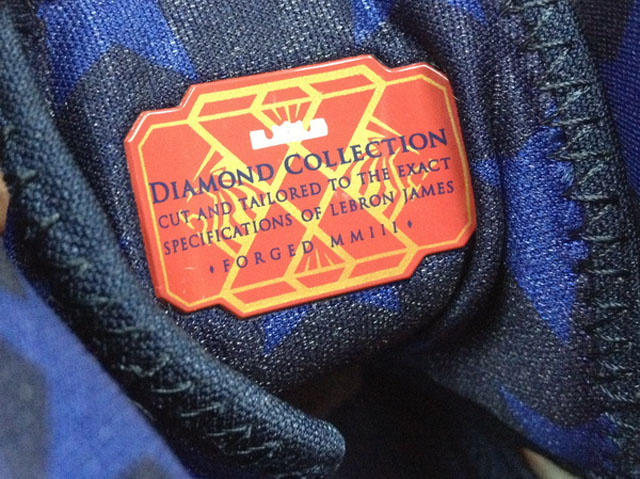 DIAMOND COLLECTION
CUT AND TAILORED TO THE EXACT
SPECIFICATIONS OF LEBRON JAMES
♦ FORGED MMIII ♦